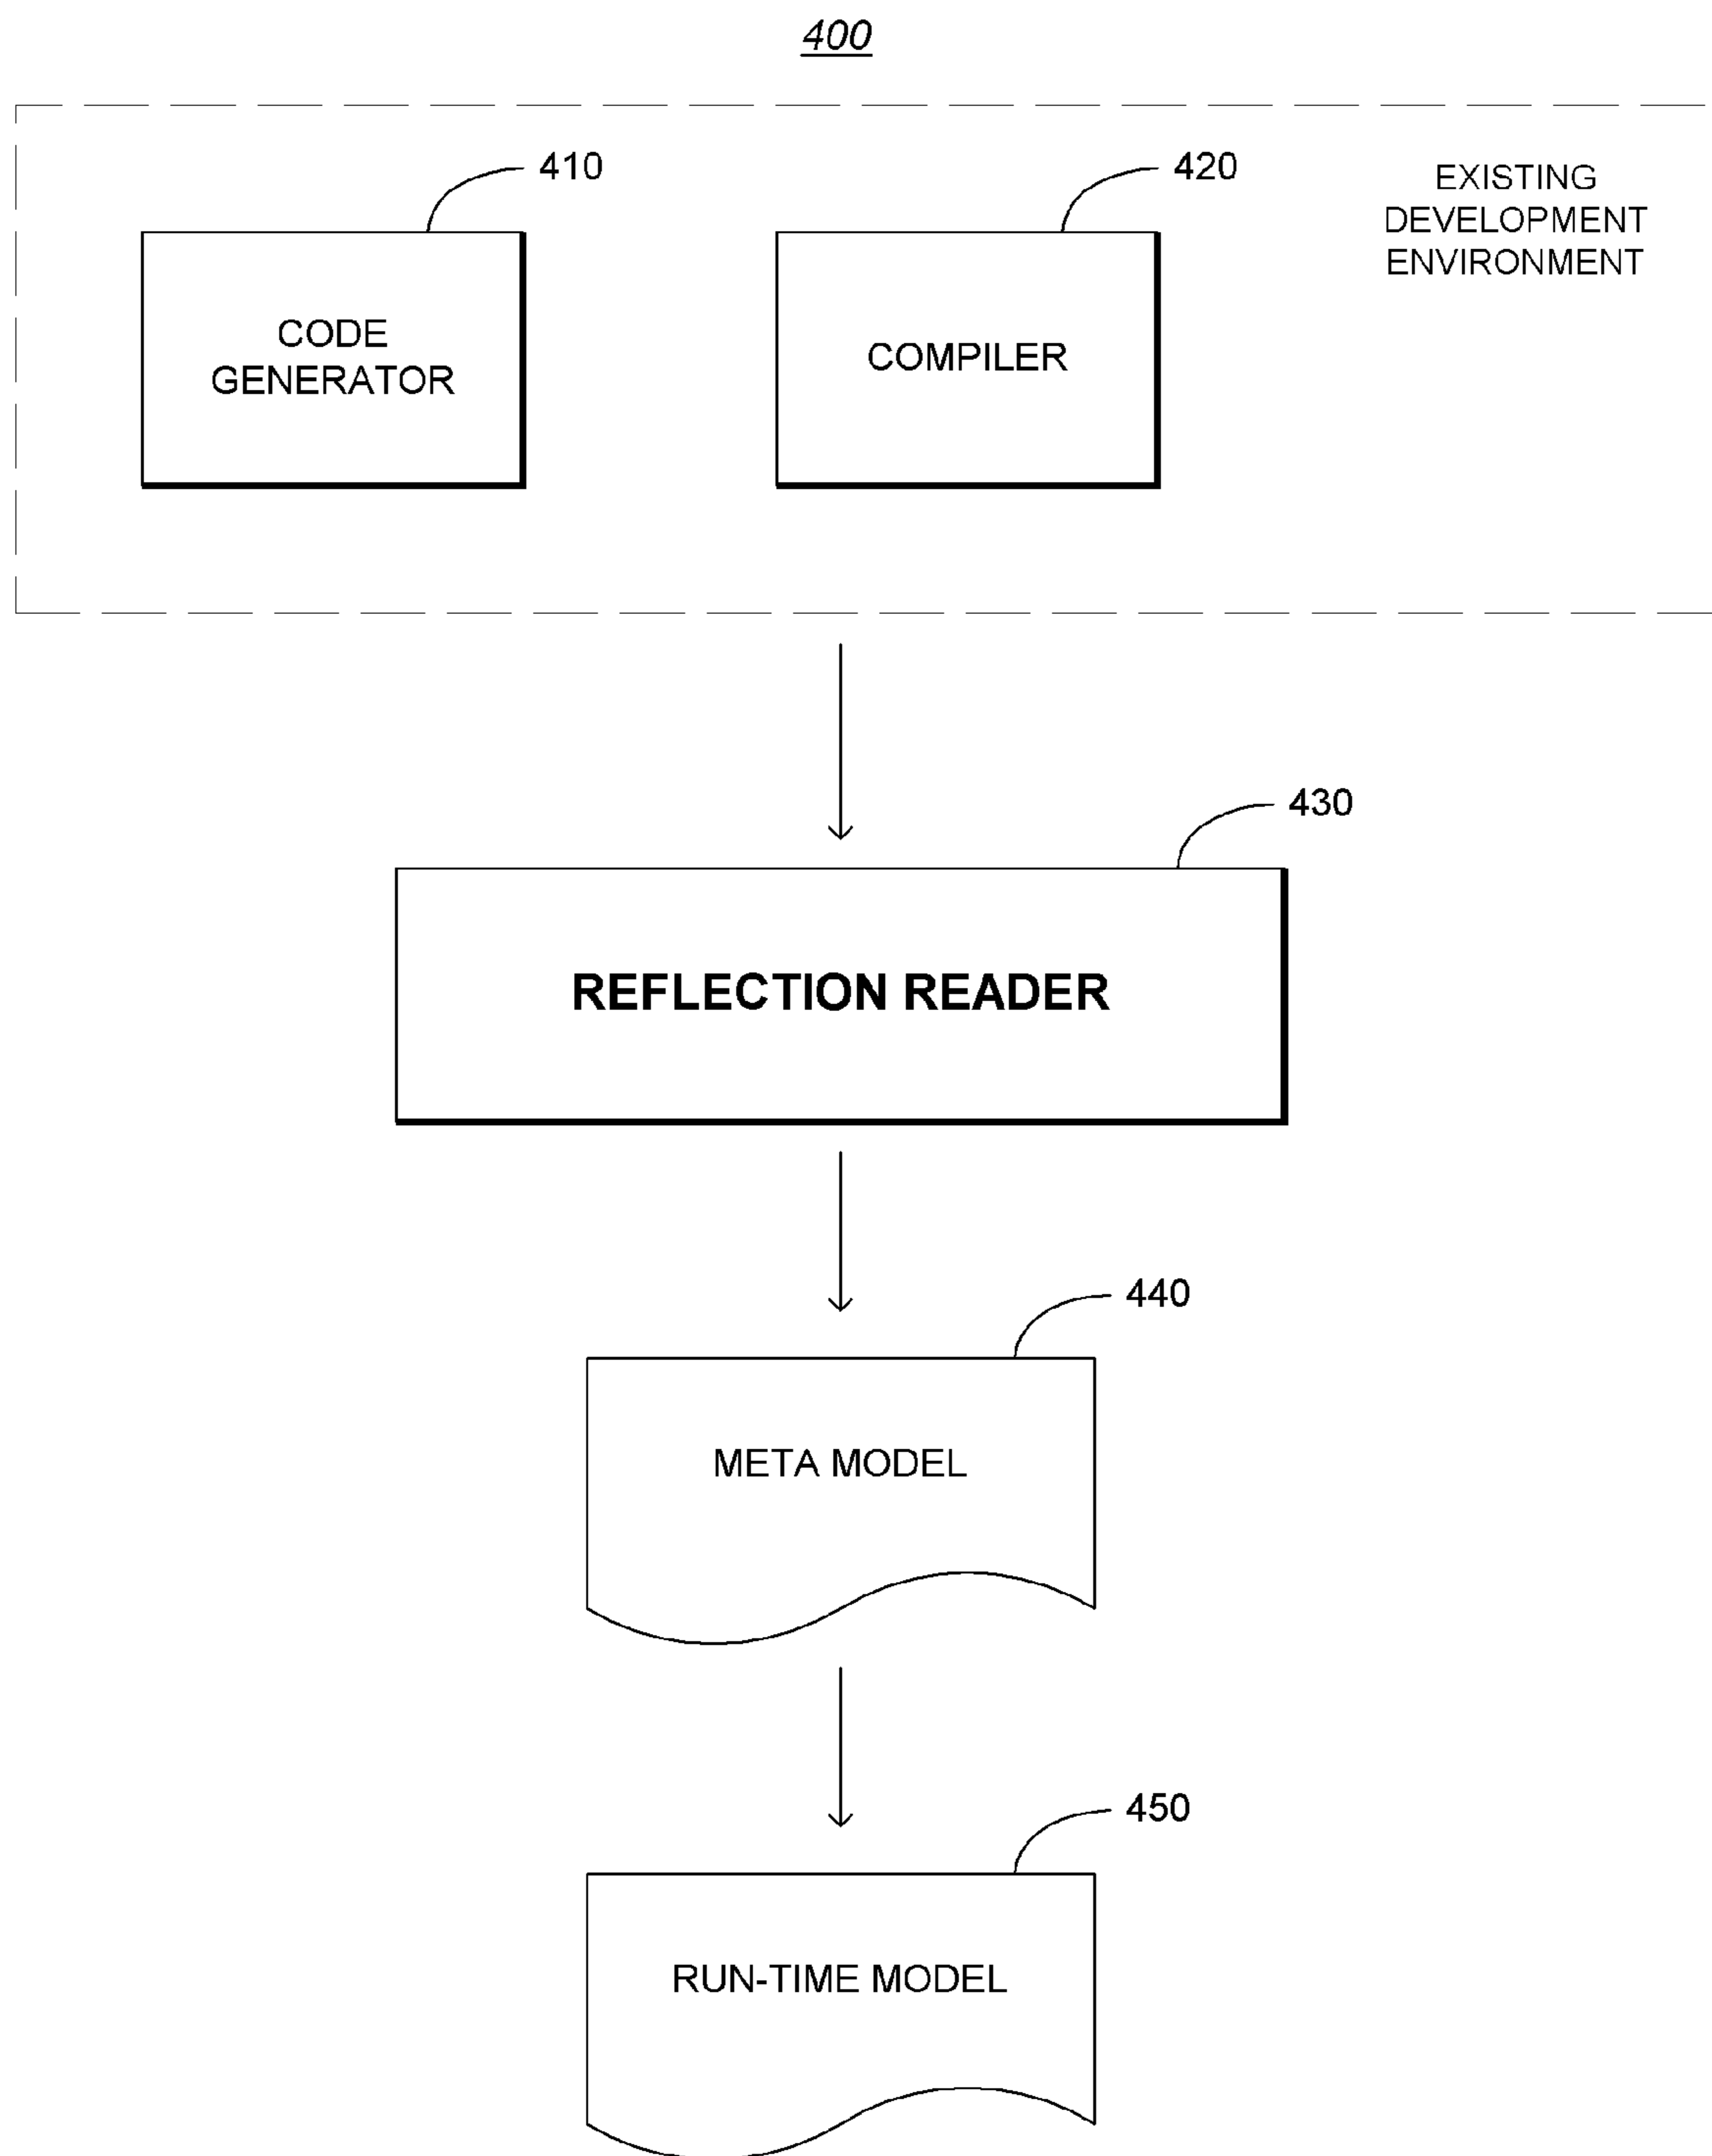 400
410
420
EXISTING
DEVELOPMENT
ENVIRONMENT
CODE
GENERATOR
COMPILER
430
REFLECTION READER
440
META MODEL
450
RUN-TIME MODEL